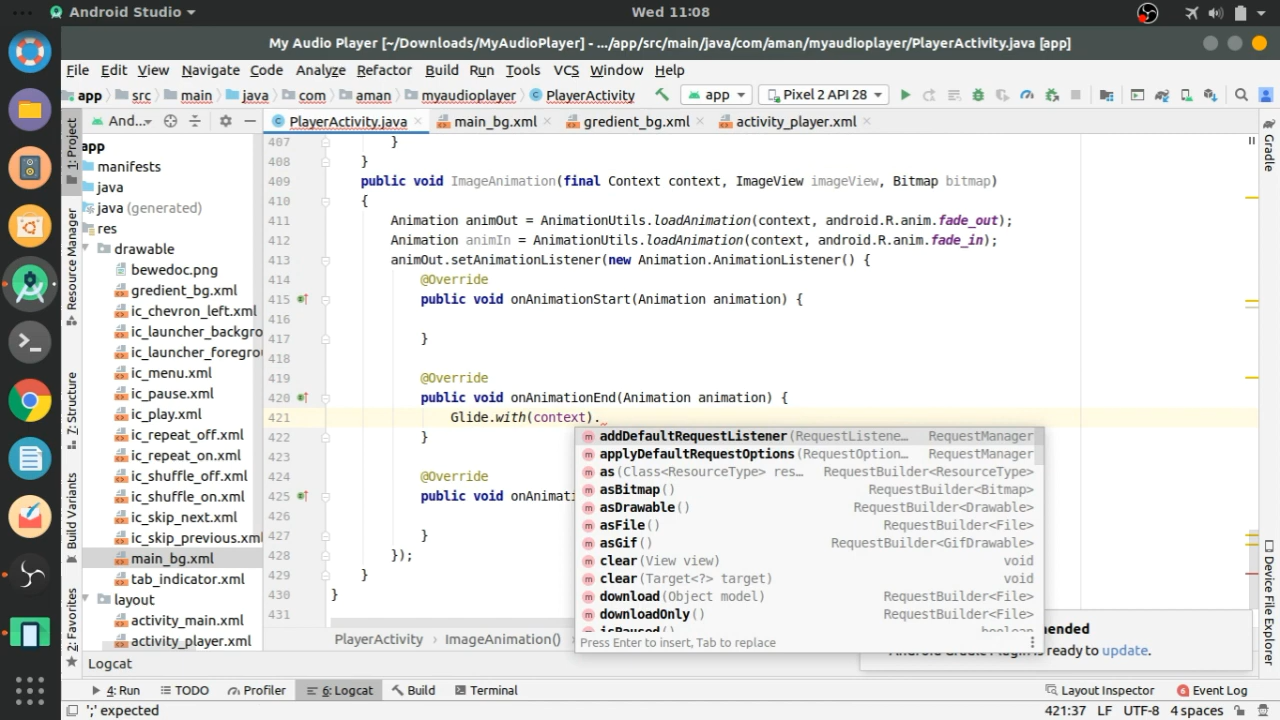 Android Studio
Wed 11:08
My Audio Player [~/Downloads/MyAudioPlayer] - .../app/src/main/java/com/aman/myaudioplayer/PlayerActivity.java [app]
File Edit View Navigate Code Analyze Refactor Build Run Tools VCS Window Help
app src main java com aman myaudioplayer PlayerActivity app Pixel 2 API 28
And... PlayerActivity.java main_bg.xml gredient_bg.xml activity_player.xml
1: Project
Resource Manager
7: Structure
Build Variants
2: Favorites
app
manifests
java
java (generated)
res
drawable
bewedoc.png
gredient_bg.xml
ic_chevron_left.xml
ic_launcher_backgro
ic_launcher_foregro
ic_menu.xml
ic_pause.xml
ic_play.xml
ic_repeat_off.xml
ic_repeat_on.xml
ic_shuffle_off.xml
ic_shuffle_on.xml
ic_skip_next.xml
ic_skip_previous.xml
main_bg.xml
tab_indicator.xml
layout
activity_main.xml
activity_player.xml
407 }
408 }
409 public void ImageAnimation(final Context context, ImageView imageView, Bitmap bitmap)
410 {
411 Animation animOut = AnimationUtils.loadAnimation(context, android.R.anim.fade_out);
412 Animation animIn = AnimationUtils.loadAnimation(context, android.R.anim.fade_in);
413 animOut.setAnimationListener(new Animation.AnimationListener() {
414 @Override
415 public void onAnimationStart(Animation animation) {
416
417 }
418
419 @Override
420 public void onAnimationEnd(Animation animation) {
421 Glide.with(context).
422 }
423
424 @Override
425 public void onAnimati
426
427 }
428 });
429 }
430 }
431
addDefaultRequestListener(RequestListene... RequestManager
applyDefaultRequestOptions(RequestOption... RequestManager
as(Class<ResourceType> res... RequestBuilder<ResourceType>
asBitmap() RequestBuilder<Bitmap>
asDrawable() RequestBuilder<Drawable>
asFile() RequestBuilder<File>
asGif() RequestBuilder<GifDrawable>
clear(View view) void
clear(Target<?> target) void
download(Object model) RequestBuilder<File>
downloadOnly() RequestBuilder<File>
isPaused() boolean
Press Enter to insert, Tab to replace
Gradle
Device File Explorer
PlayerActivity ImageAnimation()
ended
Android Gradle Plugin is ready to update.
Logcat
4: Run TODO Profiler 6: Logcat Build Terminal Layout Inspector 6 Event Log
';' expected 421:37 LF UTF-8 4 spaces